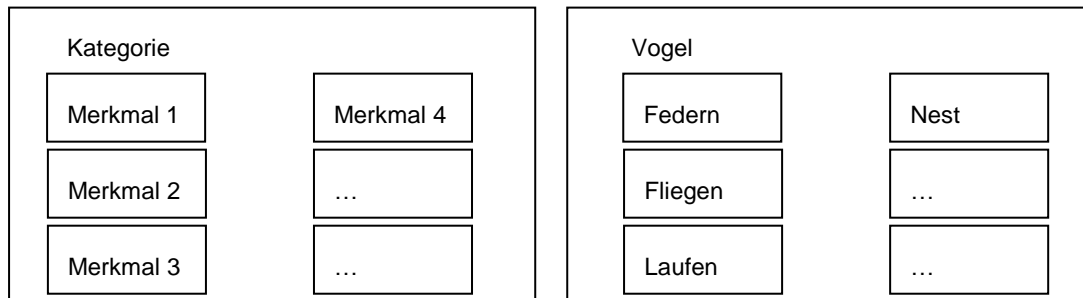 Kategorie
Merkmal 1
Merkmal 4
Merkmal 2
…
Merkmal 3
…
Vogel
Federn
Nest
Fliegen
…
Laufen
…